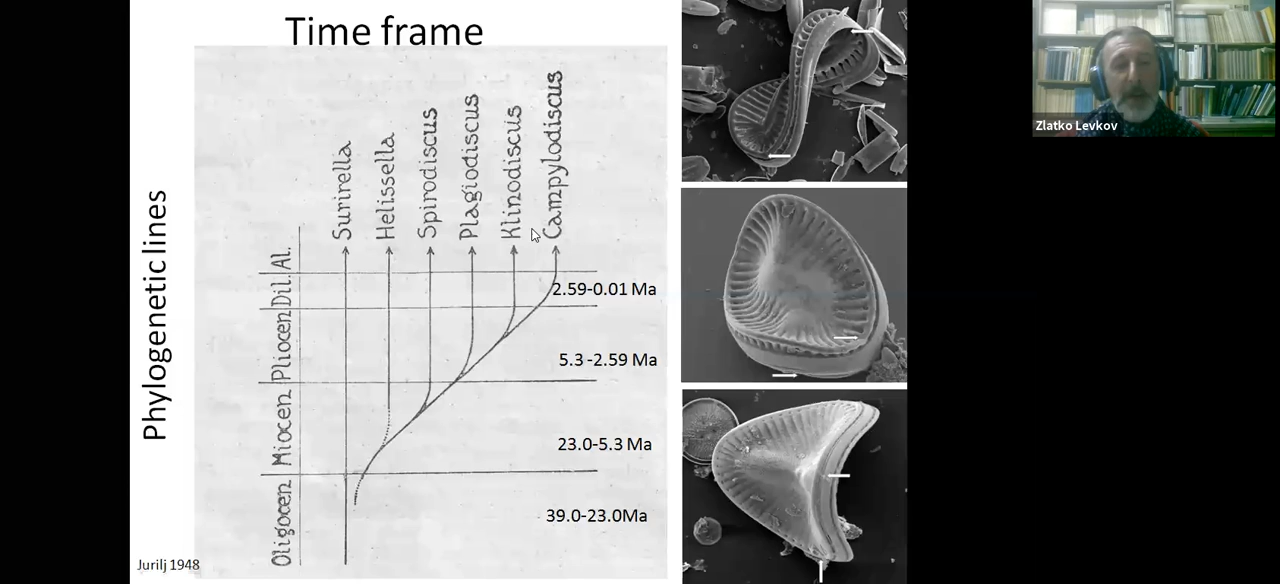 Time frame
Phylogenetic lines
Surirella
Helissella
Spirodiscus
Plagiodiscus
Klinodiscus
Campylodiscus
Al.
Dil.
2.59-0.01 Ma
Pliocen
5.3 -2.59 Ma
Miocen
23.0-5.3 Ma
Oligocen
39.0-23.0Ma
Jurilj 1948
Zlatko Levkov